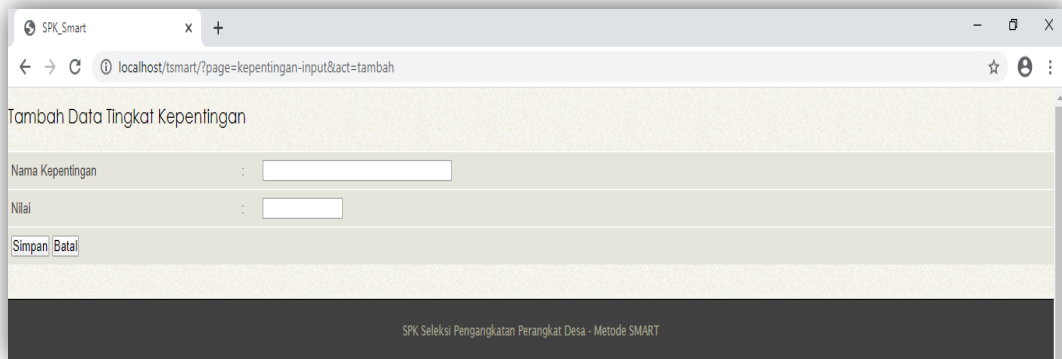 SPK_Smart
localhost/tsmart/?page=kepentingan-input&act=tambah
Tambah Data Tingkat Kepentingan
Nama Kepentingan :
Nilai :
Simpan Batal
SPK Seleksi Pengangkatan Perangkat Desa - Metode SMART